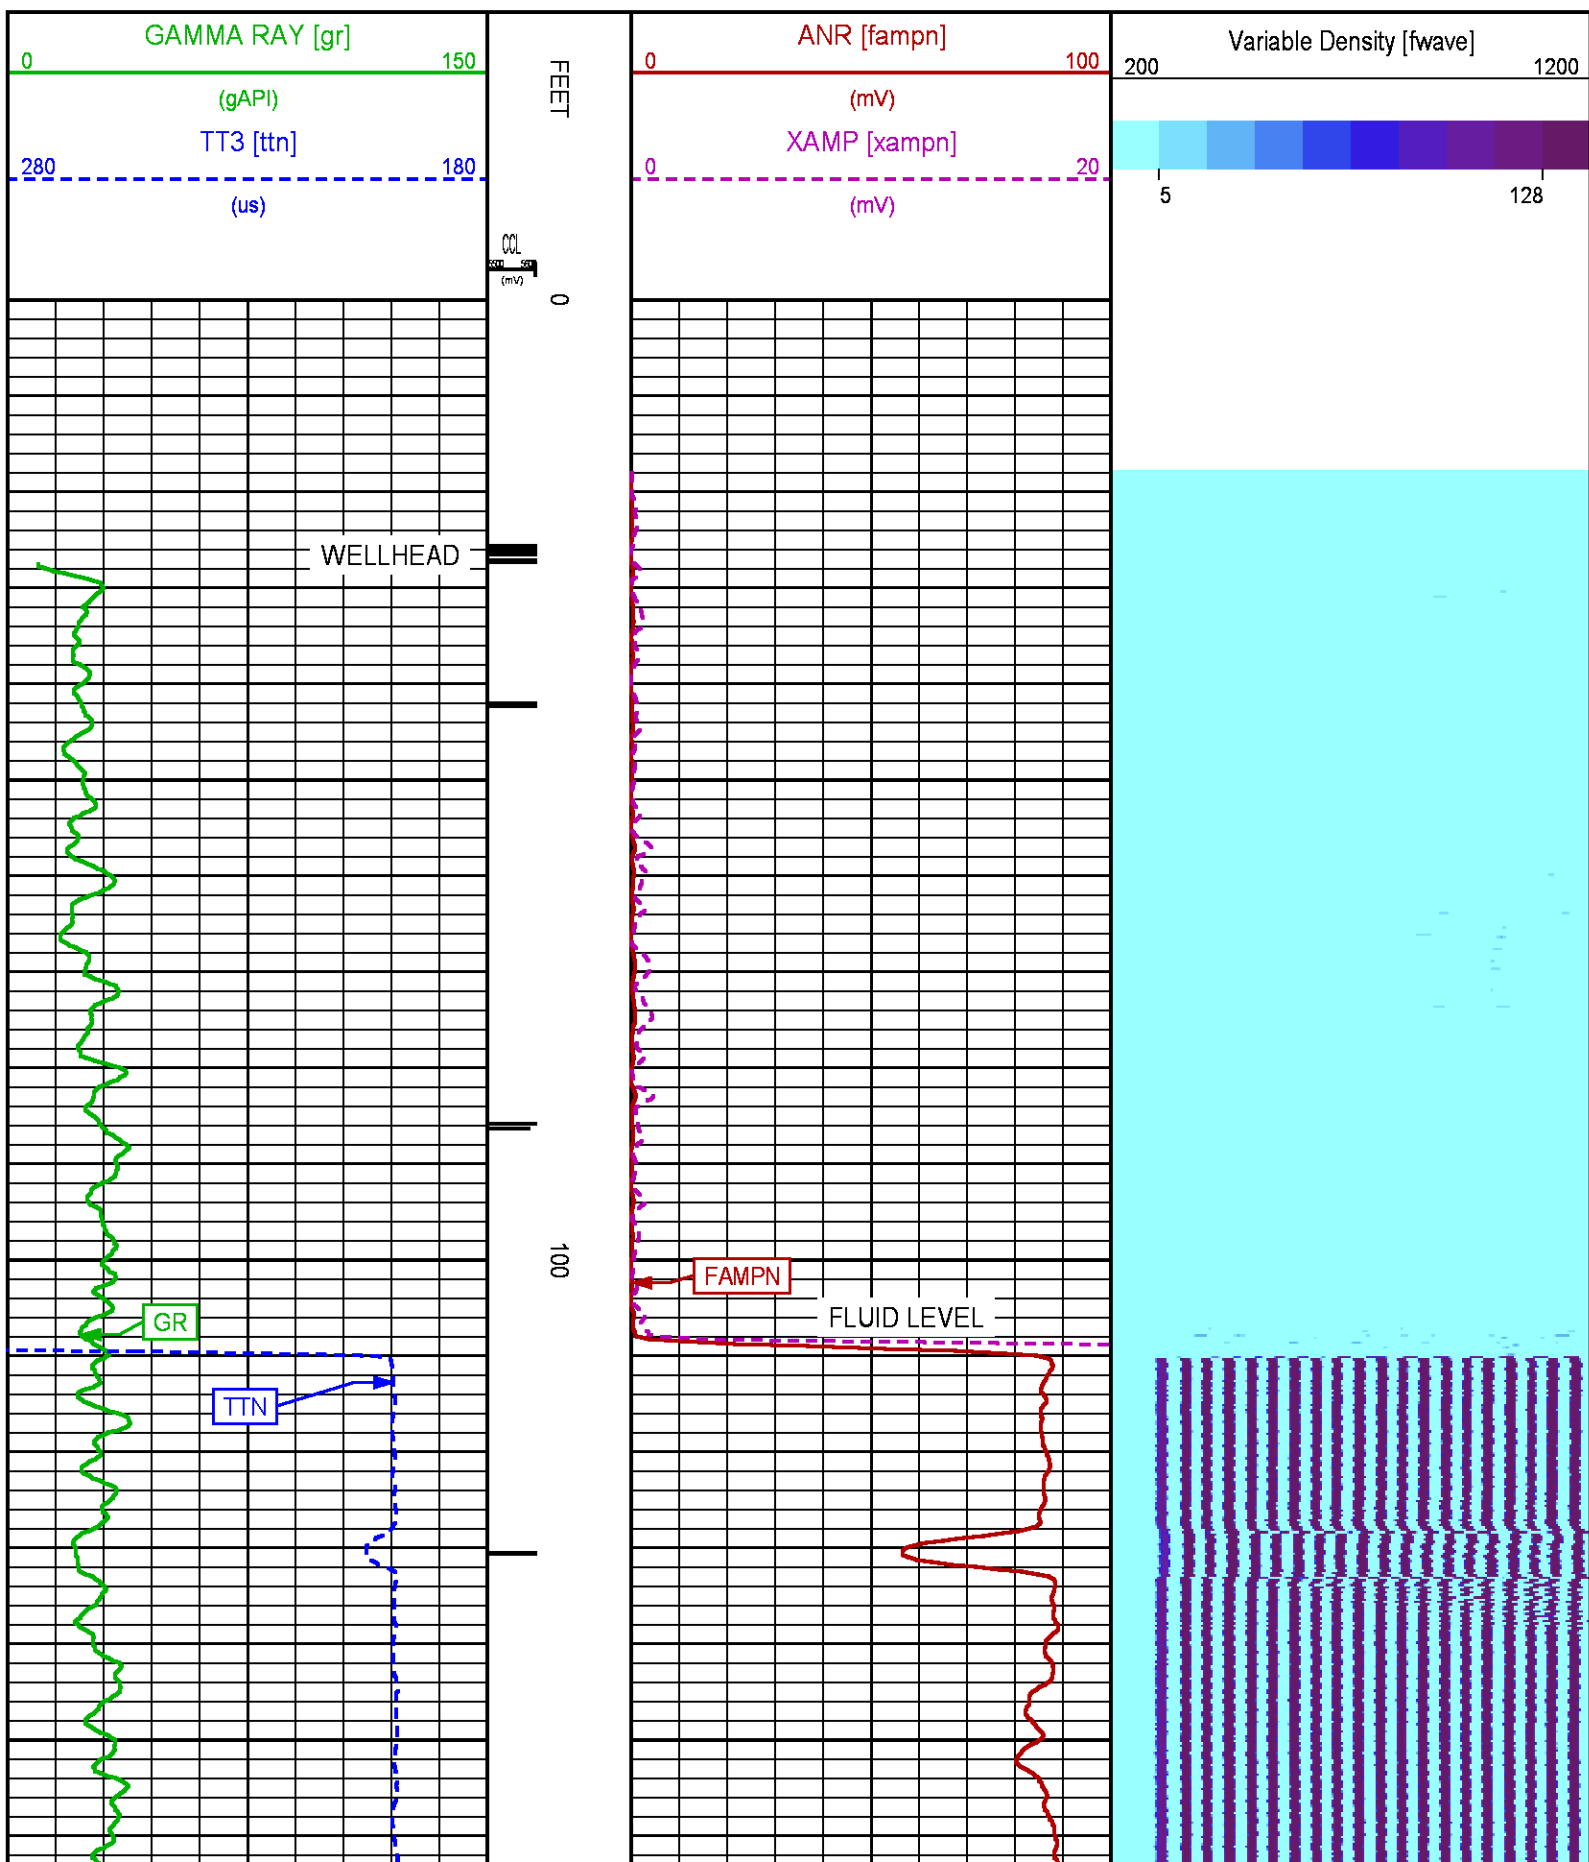 GAMMA RAY [gr]
0 150
(gAPI)
TT3 [ttn]
280 180
(us)
FEET
CCL
(mV)
0
ANR [fampn]
0 100
(mV)
XAMP [xampn]
0 20
(mV)
Variable Density [fwave]
200 1200
5 128
WELLHEAD
100
FAMPN
FLUID LEVEL
GR
TTN